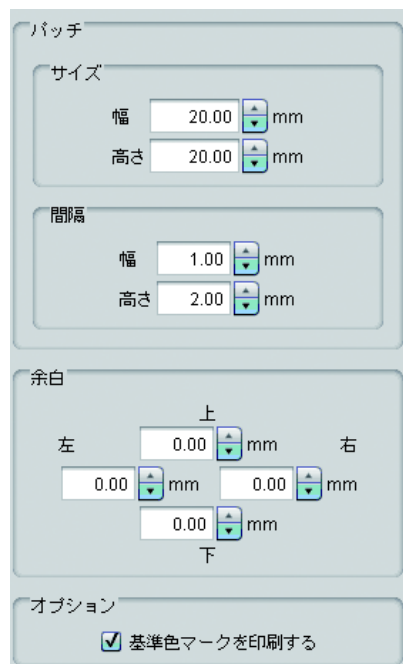 パッチ
サイズ
幅 20.00 mm
高さ 20.00 mm
間隔
幅 1.00 mm
高さ 2.00 mm
余白
上
左 0.00 mm 右
0.00 mm 0.00 mm
0.00 mm
下
オプション
基準色マークを印刷する